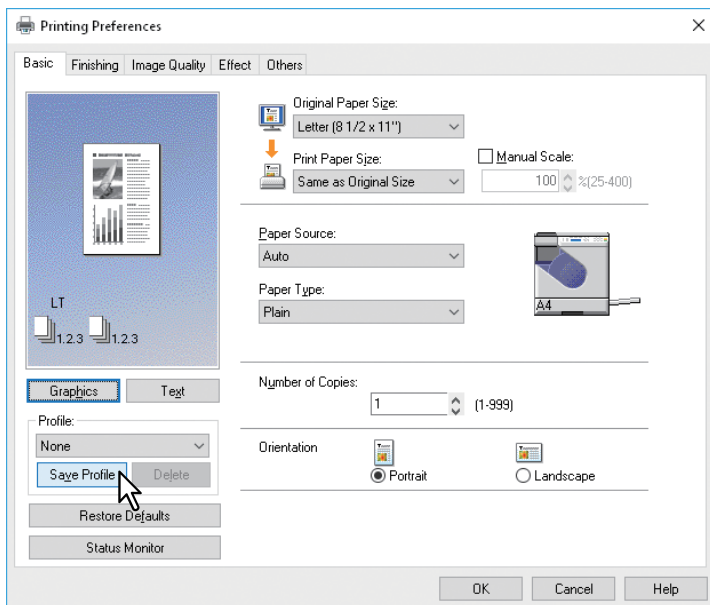 Printing Preferences
Basic Finishing Image Quality Effect Others
Original Paper Size:
Letter (8 1/2 x 11")
Print Paper Size:
Manual Scale:
Same as Original Size
100 %(25-400)
Paper Source:
Auto
Paper Type:
Plain
A4
LT
1.2.3 1.2.3
Graphics Text
Number of Copies:
1 (1-999)
Profile:
None
Save Profile Delete
Orientation
Portrait Landscape
Restore Defaults
Status Monitor
OK Cancel Help